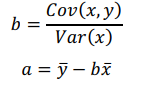 b = Cov(x, y) / Var(x)
a = ȳ − bx̄